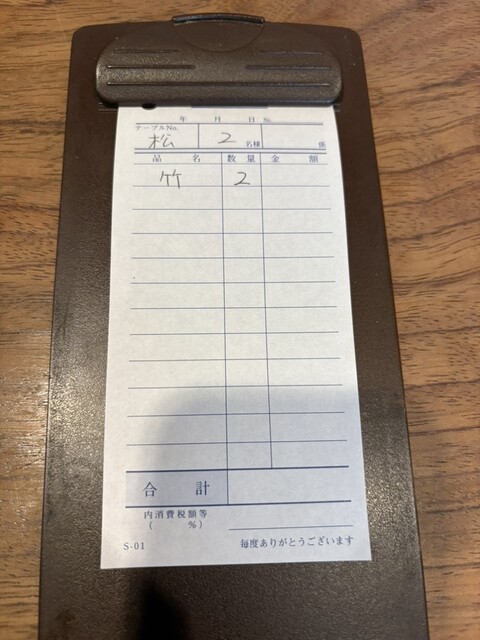 年 月 日 No.
テーブルNo. 松 2 名様 係
品 名 数 量 金 額
竹 2
合 計
内消費税額等
( %)
S-01 毎度ありがとうございます